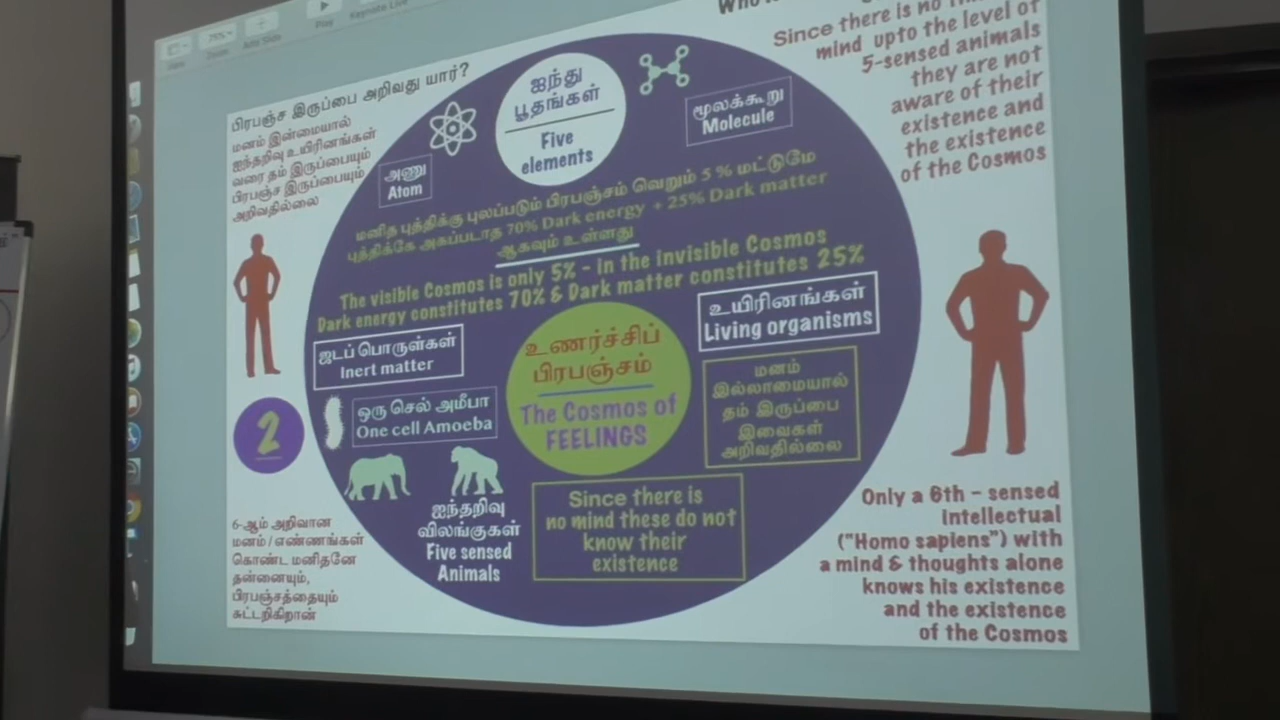 Play
Keynote Live
75%
Add Slide
பிரபஞ்ச இருப்பை அறிவது யார்?
மனம் இன்மையால்
ஐந்தறிவு உயிரினங்கள்
வரை தம் இருப்பையும்
பிரபஞ்ச இருப்பையும்
அறிவதில்லை
Since there is no
mind upto the level of
5-sensed animals
they are not
aware of their
existence and
the existence
of the Cosmos
ஐந்து
பூதங்கள்
Five
elements
அணு
Atom
மூலக்கூறு
Molecule
மனித புத்திக்கு புலப்படும் பிரபஞ்சம் வெறும் 5 % மட்டுமே
புத்திக்கே அகப்படாத 70% Dark energy + 25% Dark matter
ஆகவும் உள்ளது
The visible Cosmos is only 5% - in the invisible Cosmos
Dark energy constitutes 70% & Dark matter constitutes 25%
ஜடப் பொருள்கள்
Inert matter
உயிரினங்கள்
Living organisms
உணர்ச்சிப்
பிரபஞ்சம்
The Cosmos of
FEELINGS
ஒரு செல் அமீபா
One cell Amoeba
மனம்
இல்லாமையால்
தம் இருப்பை
இவைகள்
அறிவதில்லை
2
ஐந்தறிவு
விலங்குகள்
Five sensed
Animals
Since there is
no mind these do not
know their
existence
6-ஆம் அறிவான
மனம் / எண்ணங்கள்
கொண்ட மனிதனே
தன்னையும்,
பிரபஞ்சத்தையும்
சுட்டறிகிறான்
Only a 6th - sensed
intellectual
("Homo sapiens") with
a mind & thoughts alone
knows his existence
and the existence
of the Cosmos